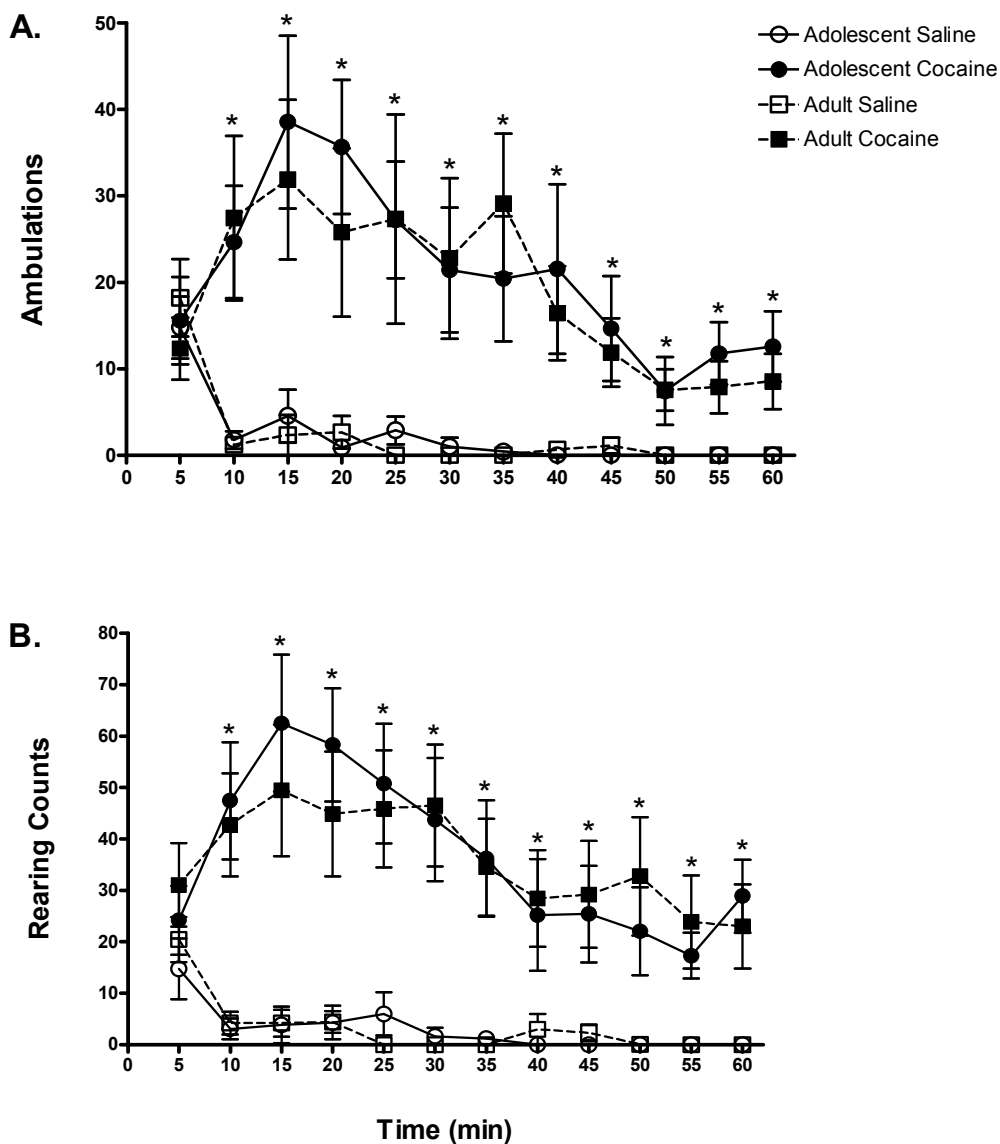 A.
Adolescent Saline
Adolescent Cocaine
Adult Saline
Adult Cocaine
50
40
30
20
10
0
Ambulations
* * * * * * * * * * *
0 5 10 15 20 25 30 35 40 45 50 55 60
B.
80
70
60
50
40
30
20
10
0
Rearing Counts
* * * * * * * * * * *
0 5 10 15 20 25 30 35 40 45 50 55 60
Time (min)